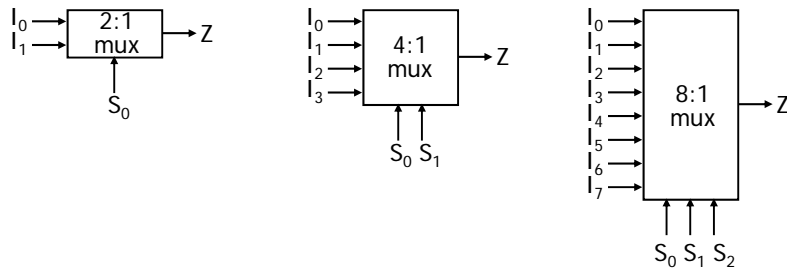 I0
I1
2:1
mux
Z
S0
I0
I1
I2
I3
4:1
mux
Z
S0 S1
I0
I1
I2
I3
I4
I5
I6
I7
8:1
mux
Z
S0 S1 S2